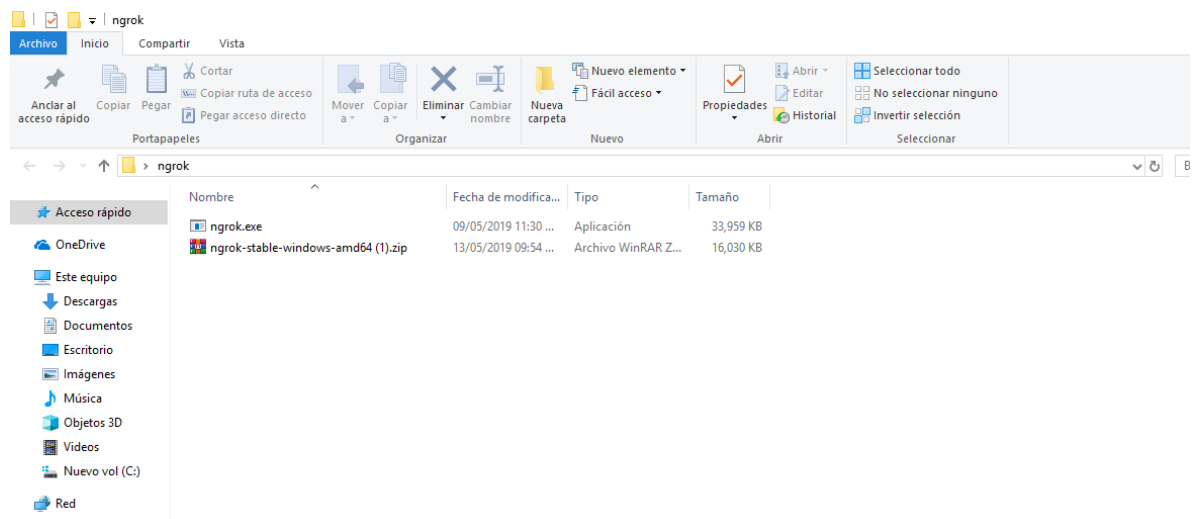 ngrok
Archivo Inicio Compartir Vista
Anclar al acceso rápido
Copiar
Pegar
Cortar
Copiar ruta de acceso
Pegar acceso directo
Portapapeles
Mover a
Copiar a
Eliminar
Cambiar nombre
Organizar
Nueva carpeta
Nuevo elemento
Fácil acceso
Nuevo
Propiedades
Abrir
Editar
Historial
Abrir
Seleccionar todo
No seleccionar ninguno
Invertir selección
Seleccionar
ngrok
B
Nombre Fecha de modifica... Tipo Tamaño
ngrok.exe 09/05/2019 11:30 ... Aplicación 33,959 KB
ngrok-stable-windows-amd64 (1).zip 13/05/2019 09:54 ... Archivo WinRAR Z... 16,030 KB
Acceso rápido
OneDrive
Este equipo
Descargas
Documentos
Escritorio
Imágenes
Música
Objetos 3D
Videos
Nuevo vol (C:)
Red